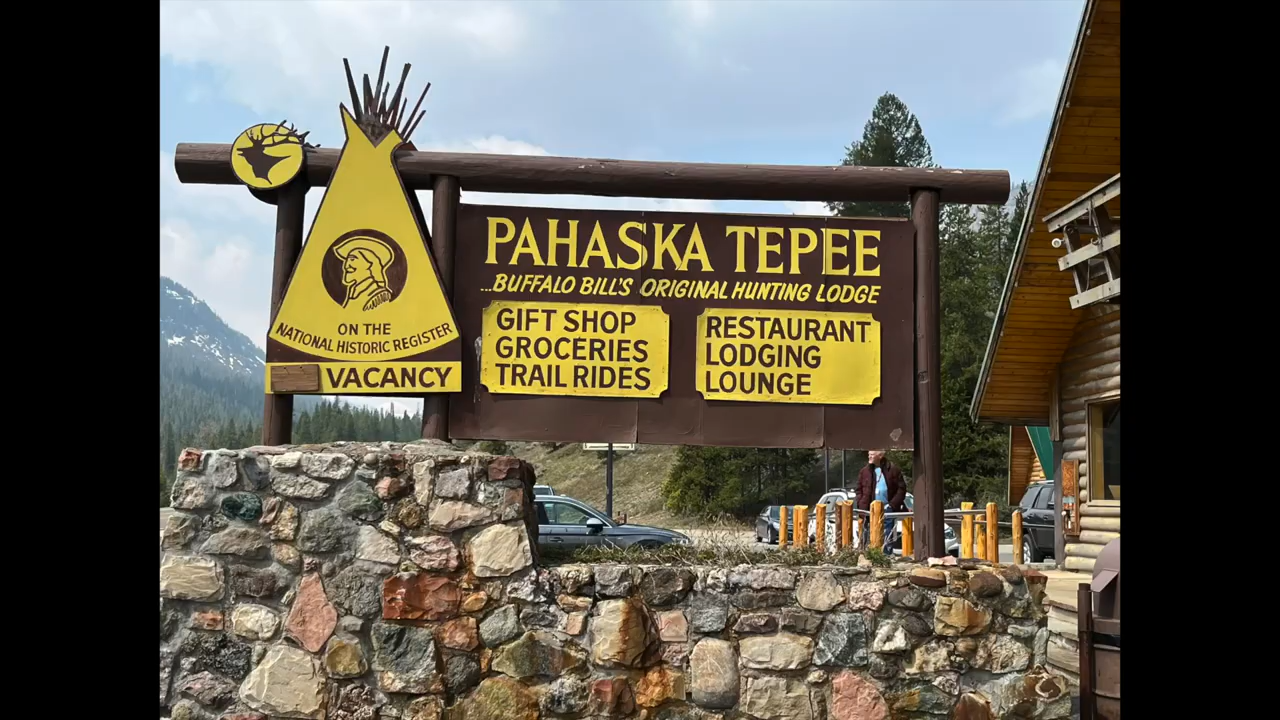 PAHASKA TEPEE
...BUFFALO BILL'S ORIGINAL HUNTING LODGE
GIFT SHOP
GROCERIES
TRAIL RIDES
RESTAURANT
LODGING
LOUNGE
ON THE
NATIONAL HISTORIC REGISTER
VACANCY